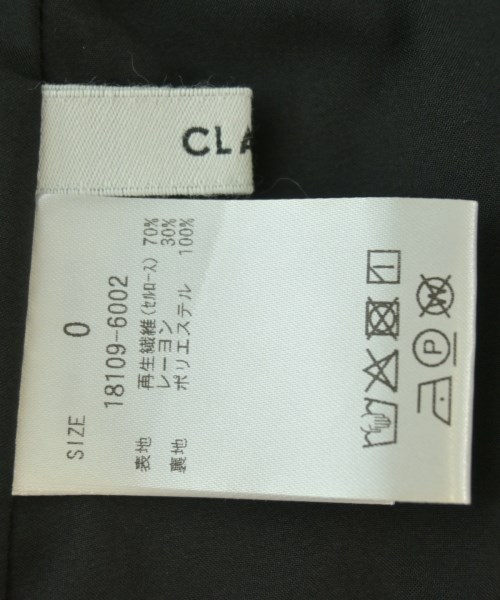 CLA
SIZE 0
18109-6002
表地 再生繊維(セルロース) 70%
レーヨン 30%
裏地 ポリエステル 100%
P
W